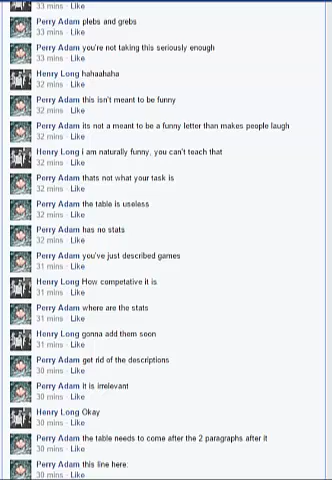 33 mins · Like
Perry Adam plebs and grebs
33 mins · Like
Perry Adam you're not taking this seriously enough
33 mins · Like
Henry Long hahaahaha
32 mins · Like
Perry Adam this isn't meant to be funny
32 mins · Like
Perry Adam its not a meant to be a funny letter than makes people laugh
32 mins · Like
Henry Long i am naturally funny, you can't teach that
32 mins · Like
Perry Adam thats not what your task is
32 mins · Like
Perry Adam the table is useless
32 mins · Like
Perry Adam has no stats
32 mins · Like
Perry Adam you've just described games
31 mins · Like
Henry Long How competative it is
31 mins · Like
Perry Adam where are the stats
31 mins · Like
Henry Long gonna add them soon
31 mins · Like
Perry Adam get rid of the descriptions
30 mins · Like
Perry Adam it is irrelevant
30 mins · Like
Henry Long Okay
30 mins · Like
Perry Adam the table needs to come after the 2 paragraphs after it
30 mins · Like
Perry Adam this line here:
30 mins · Like